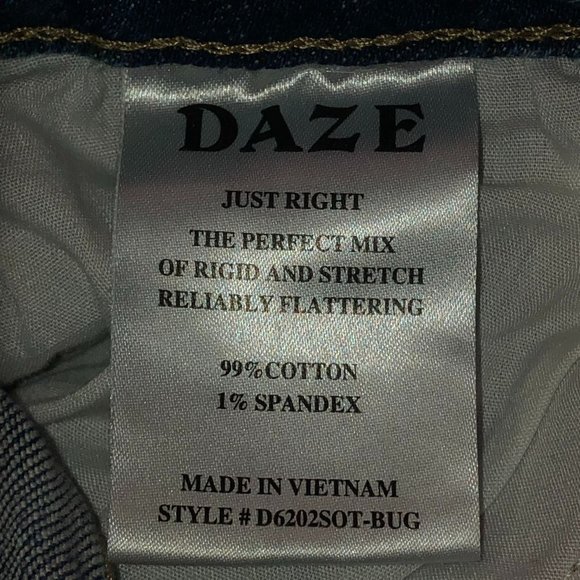 DAZE
JUST RIGHT
THE PERFECT MIX
OF RIGID AND STRETCH
RELIABLY FLATTERING
99%COTTON
1% SPANDEX
MADE IN VIETNAM
STYLE # D6202SOT-BUG